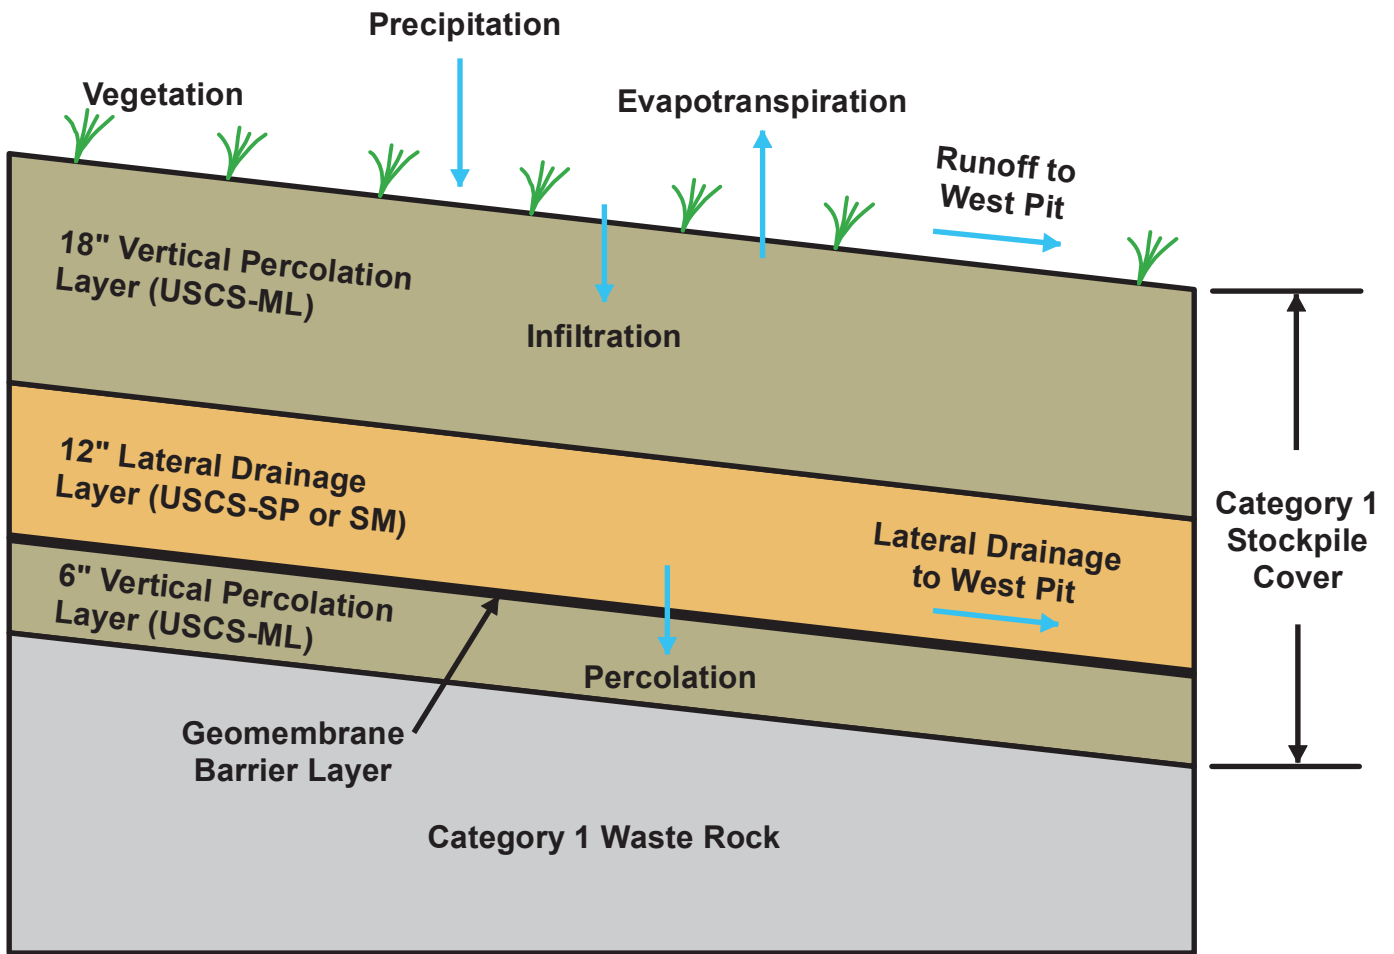 Precipitation
Vegetation
Evapotranspiration
Runoff to
West Pit
18" Vertical Percolation
Layer (USCS-ML)
Infiltration
12" Lateral Drainage
Layer (USCS-SP or SM)
Lateral Drainage
to West Pit
Category 1
Stockpile
Cover
6" Vertical Percolation
Layer (USCS-ML)
Percolation
Geomembrane
Barrier Layer
Category 1 Waste Rock